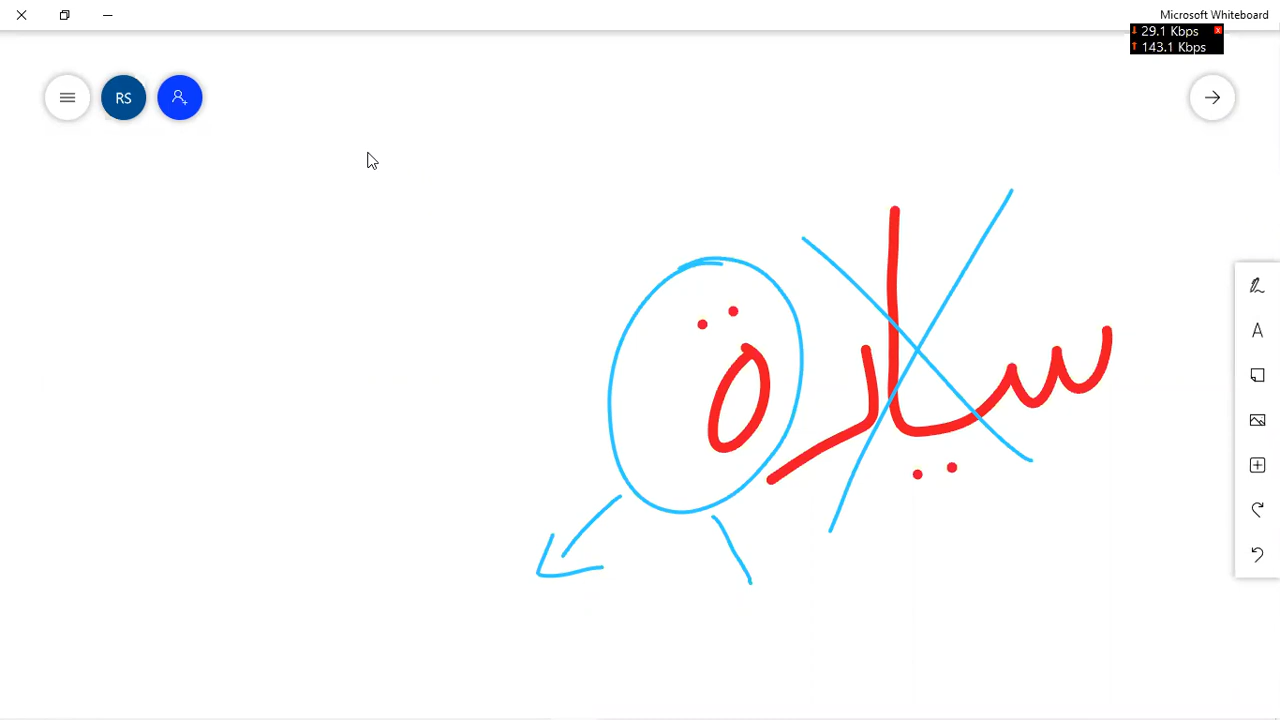 Microsoft Whiteboard
29.1 Kbps
143.1 Kbps
RS
سيارة